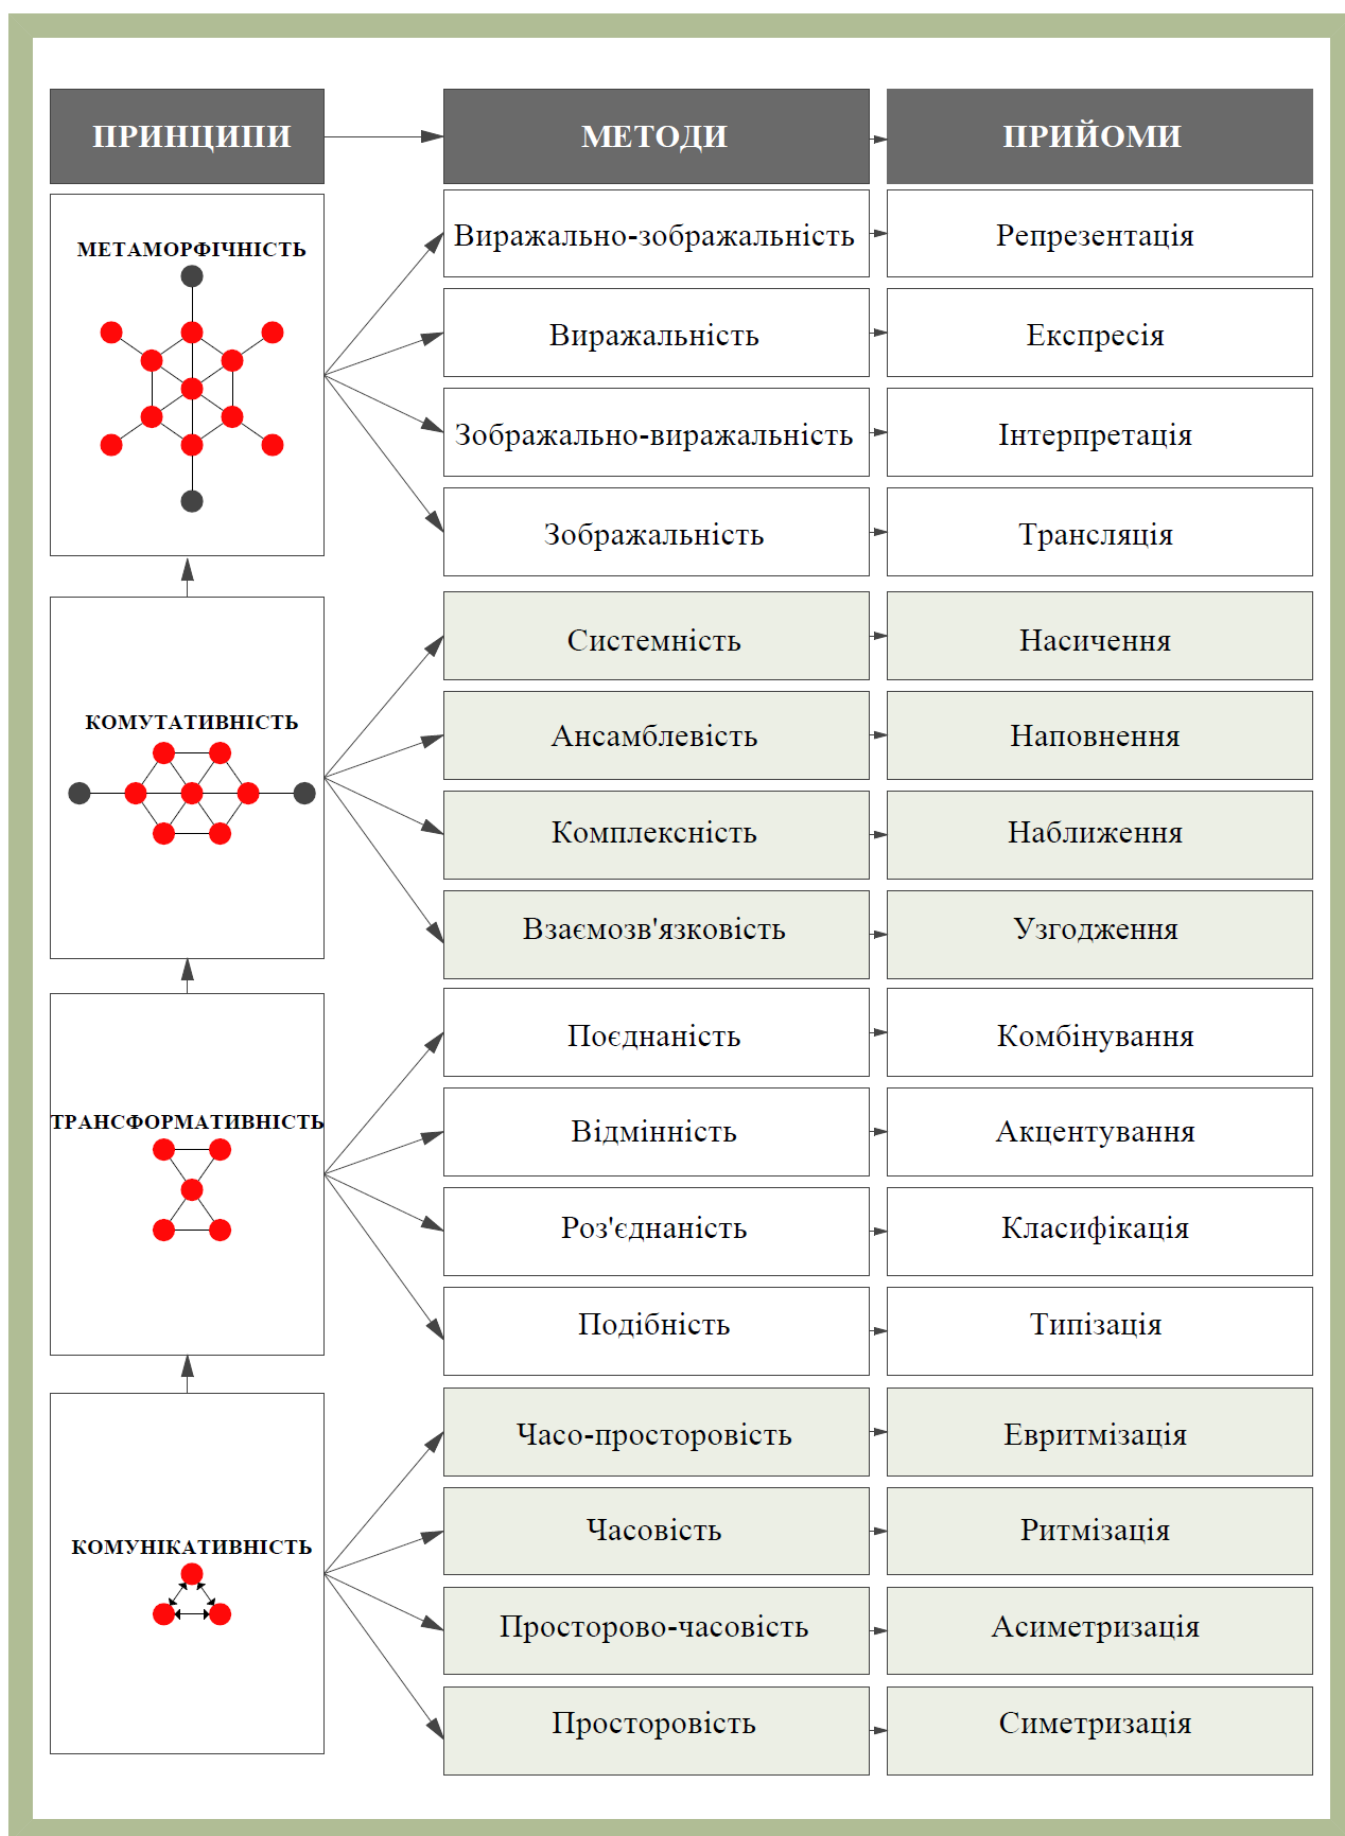 ПРИНЦИПИ
МЕТОДИ
ПРИЙОМИ
МЕТАМОРФІЧНІСТЬ
Виражально-зображальність
Репрезентація
Виражальність
Експресія
Зображально-виражальність
Інтерпретація
Зображальність
Трансляція
КОМУТАТИВНІСТЬ
Системність
Насичення
Ансамблевість
Наповнення
Комплексність
Наближення
Взаємозв'язковість
Узгодження
ТРАНСФОРМАТИВНІСТЬ
Поєднаність
Комбінування
Відмінність
Акцентування
Роз'єднаність
Класифікація
Подібність
Типізація
КОМУНІКАТИВНІСТЬ
Часо-просторовість
Евритмізація
Часовість
Ритмізація
Просторово-часовість
Асиметризація
Просторовість
Симетризація